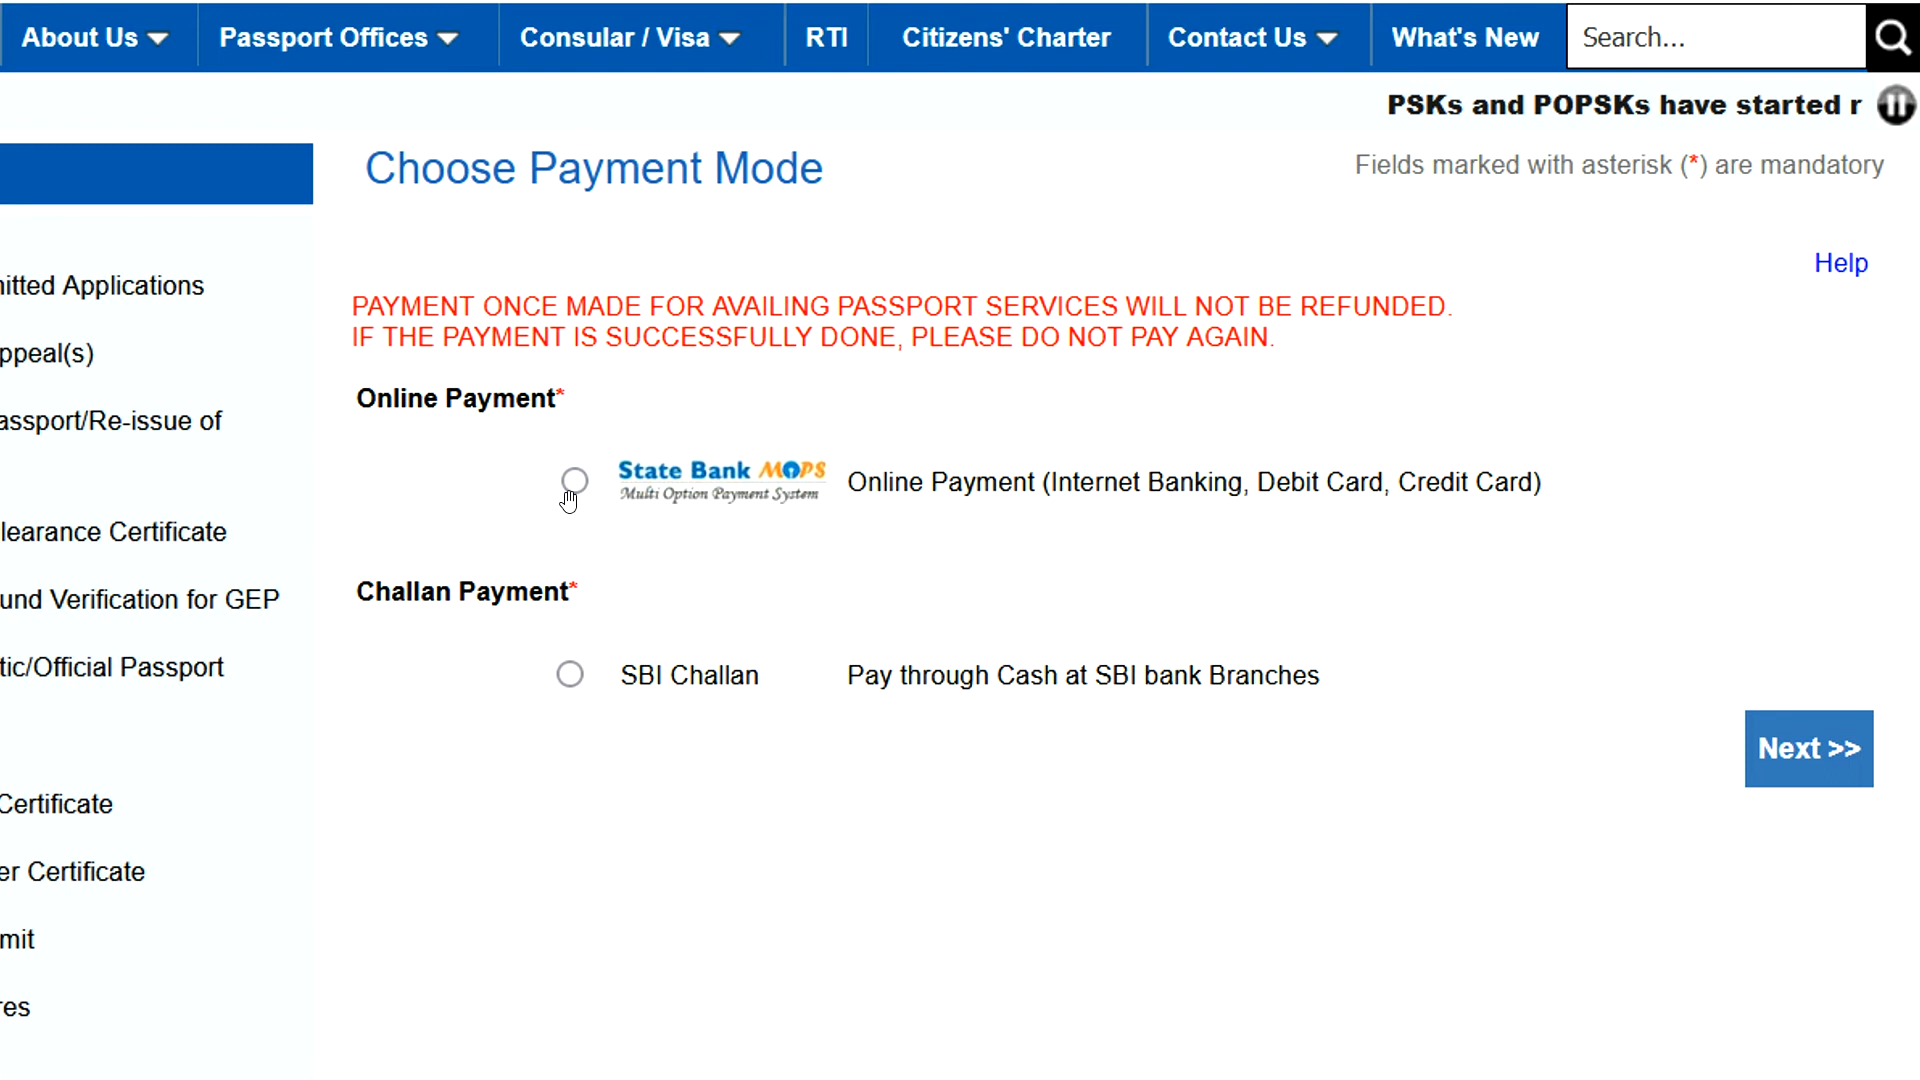 About Us
Passport Offices
Consular / Visa
RTI
Citizens' Charter
Contact Us
What's New
Search...
PSKs and POPSKs have started r
Choose Payment Mode
Fields marked with asterisk (*) are mandatory
Help
PAYMENT ONCE MADE FOR AVAILING PASSPORT SERVICES WILL NOT BE REFUNDED.
IF THE PAYMENT IS SUCCESSFULLY DONE, PLEASE DO NOT PAY AGAIN.
Online Payment*
State Bank MOPS
Multi Option Payment System
Online Payment (Internet Banking, Debit Card, Credit Card)
Challan Payment*
SBI Challan
Pay through Cash at SBI bank Branches
Next >>
itted Applications
ppeal(s)
assport/Re-issue of
learance Certificate
und Verification for GEP
tic/Official Passport
Certificate
er Certificate
mit
res